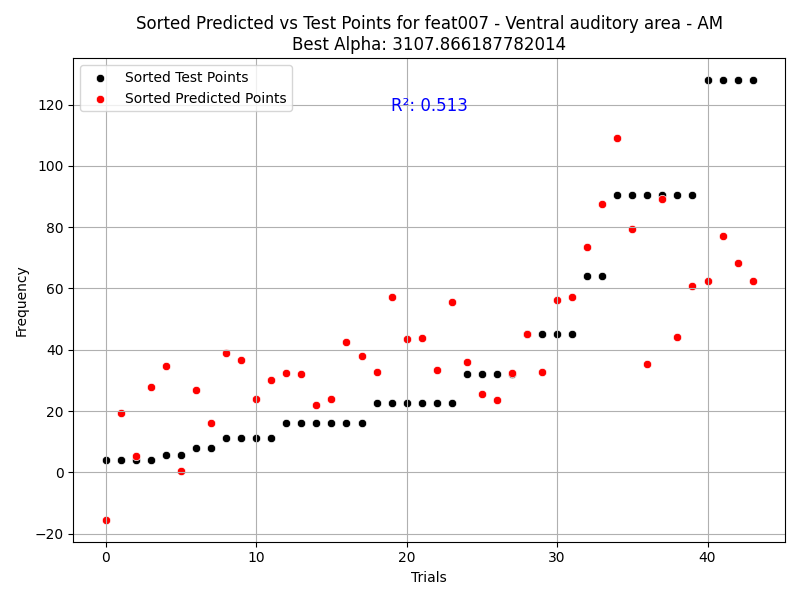 Sorted Predicted vs Test Points for feat007 - Ventral auditory area - AM
Best Alpha: 3107.866187782014
Sorted Test Points
Sorted Predicted Points
R²: 0.513
120
100
80
60
40
20
0
−20
Frequency
0 10 20 30 40
Trials